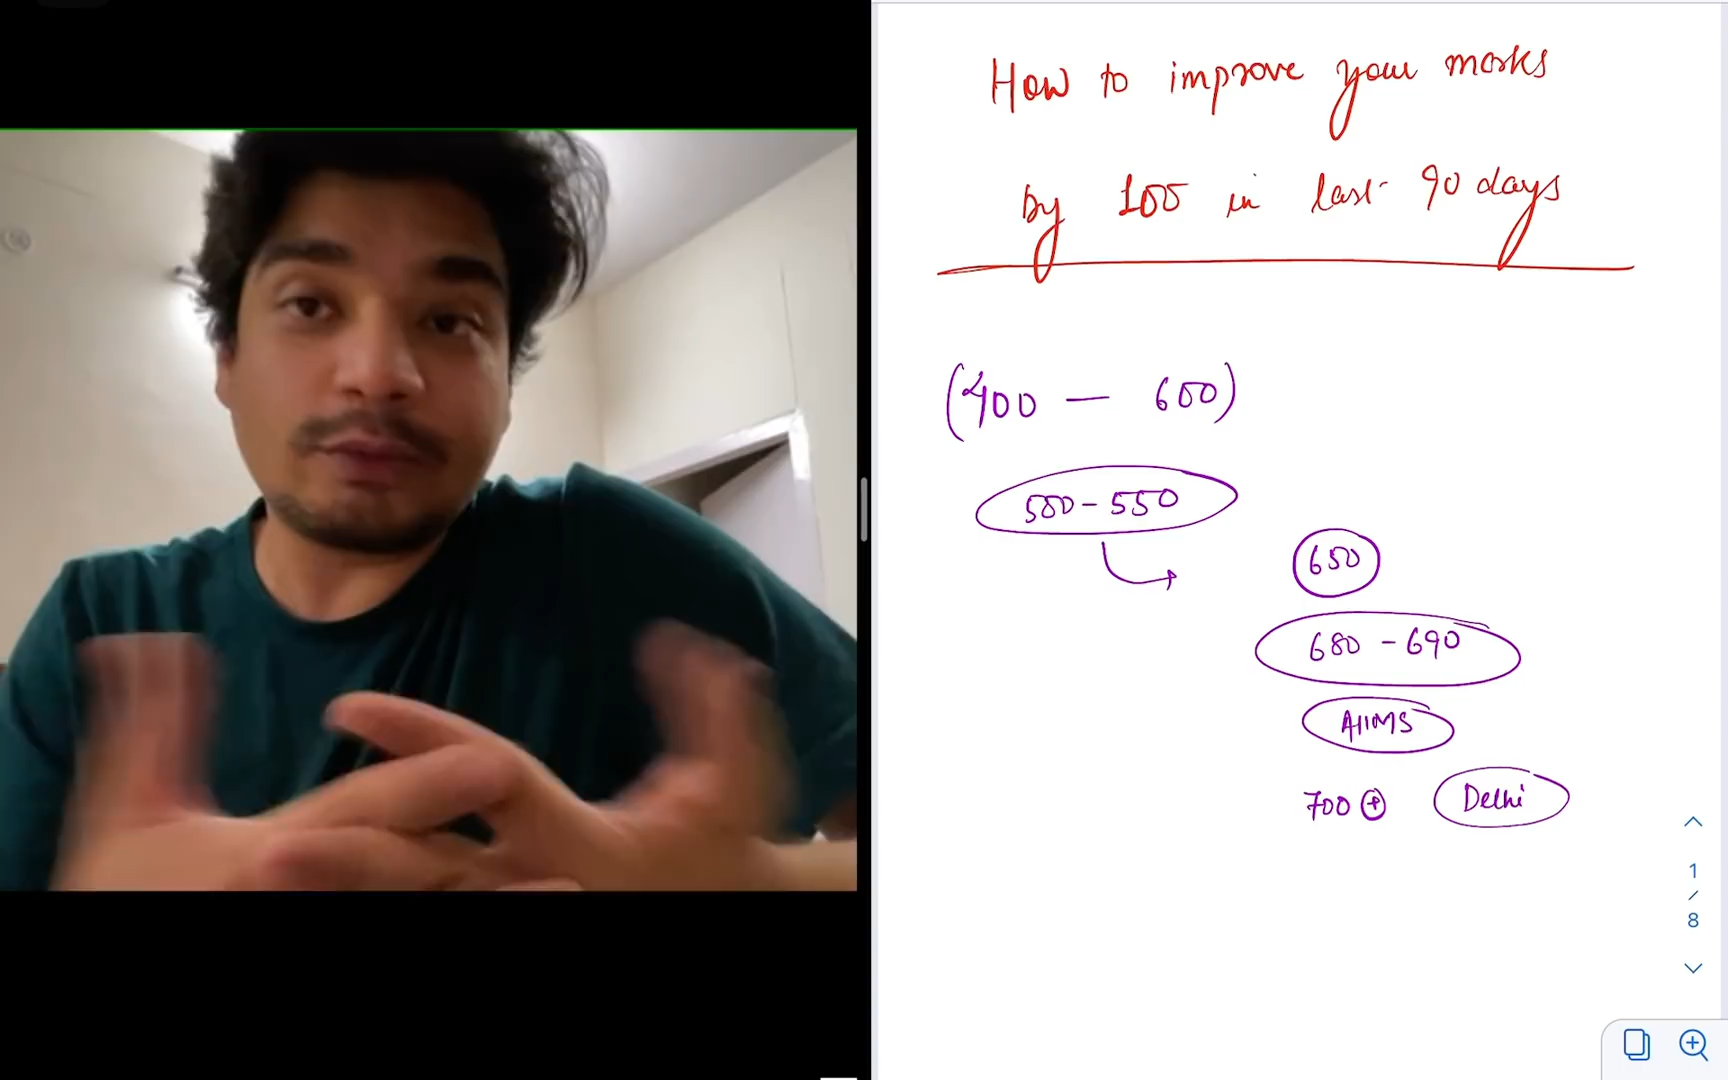 How to improve your marks
by 100 in last 90 days
(400 - 600)
500 - 550
650
680 - 690
AIIMS
700 + Delhi
1
/
8